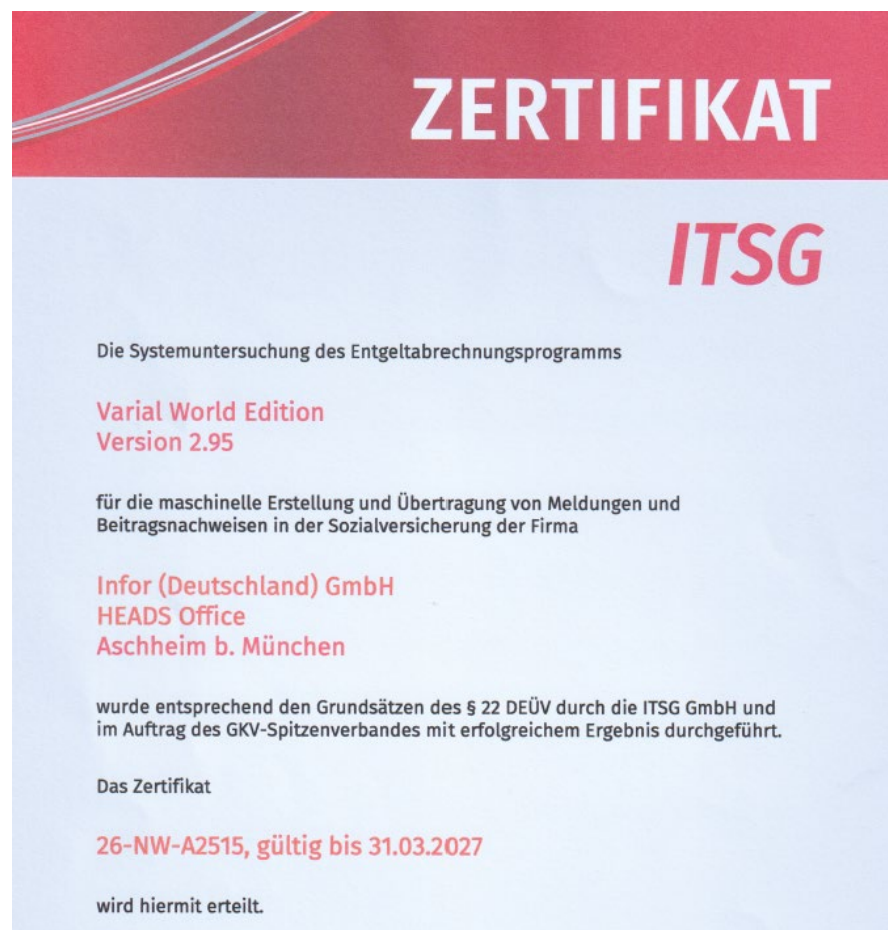 ZERTIFIKAT
ITSG
Die Systemuntersuchung des Entgeltabrechnungsprogramms
Varial World Edition
Version 2.95
für die maschinelle Erstellung und Übertragung von Meldungen und
Beitragsnachweisen in der Sozialversicherung der Firma
Infor (Deutschland) GmbH
HEADS Office
Aschheim b. München
wurde entsprechend den Grundsätzen des § 22 DEÜV durch die ITSG GmbH und
im Auftrag des GKV-Spitzenverbandes mit erfolgreichem Ergebnis durchgeführt.
Das Zertifikat
26-NW-A2515, gültig bis 31.03.2027
wird hiermit erteilt.